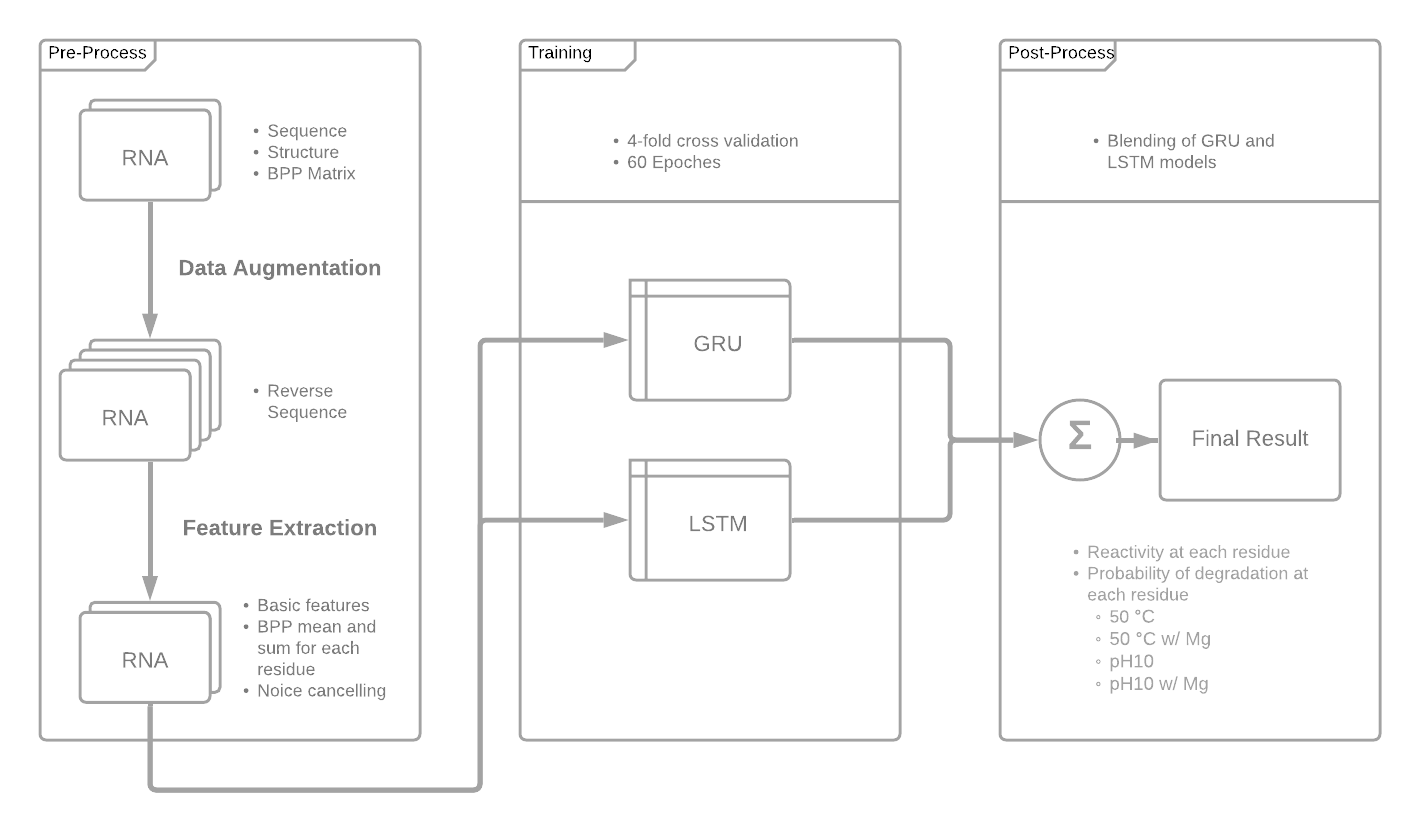 Pre-Process
RNA
• Sequence
• Structure
• BPP Matrix
Data Augmentation
RNA
• Reverse
Sequence
Feature Extraction
RNA
• Basic features
• BPP mean and
sum for each
residue
• Noice cancelling
Training
• 4-fold cross validation
• 60 Epoches
GRU
LSTM
Post-Process
• Blending of GRU and
LSTM models
Σ
Final Result
• Reactivity at each residue
• Probability of degradation at
each residue
◦ 50 °C
◦ 50 °C w/ Mg
◦ pH10
◦ pH10 w/ Mg